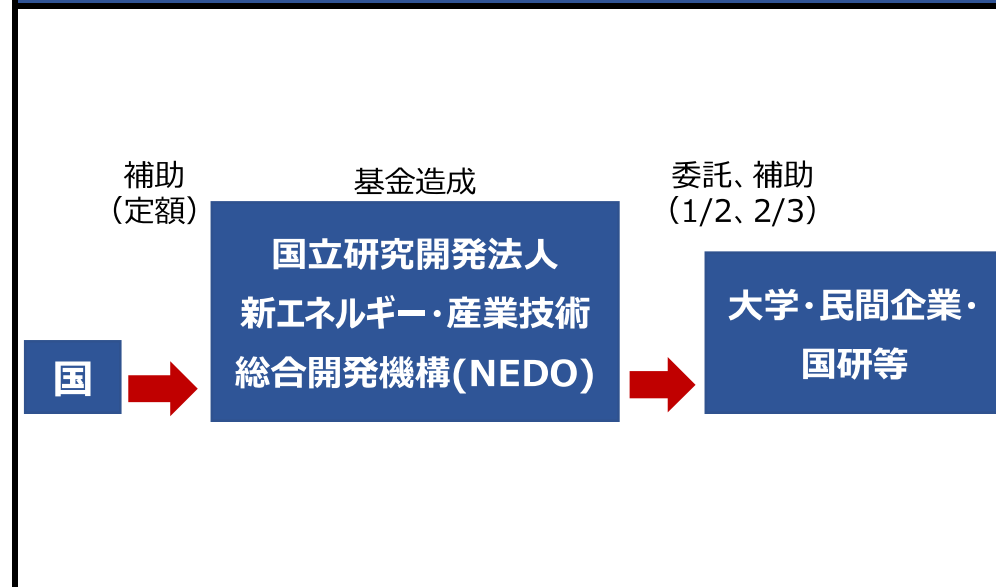 補助
（定額）
基金造成
委託、補助
（1/2、2/3）
国
国立研究開発法人
新エネルギー・産業技術
総合開発機構(NEDO)
大学・民間企業・
国研等